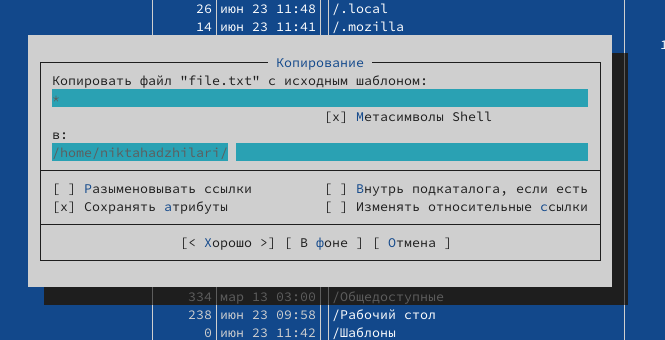 26 июн 23 11:48 /.local
14 июн 23 11:41 /.mozilla
1
Копирование
Копировать файл "file.txt" с исходным шаблоном:
*
[x] Метасимволы Shell
в:
/home/niktahadzhilari/
[ ] Разыменовывать ссылки [ ] Внутрь подкаталога, если есть
[x] Сохранять атрибуты [ ] Изменять относительные ссылки
[< Хорошо >] [ В фоне ] [ Отмена ]
334 мар 13 03:00 /Общедоступные
238 июн 23 09:58 /Рабочий стол
0 июн 23 11:42 /Шаблоны